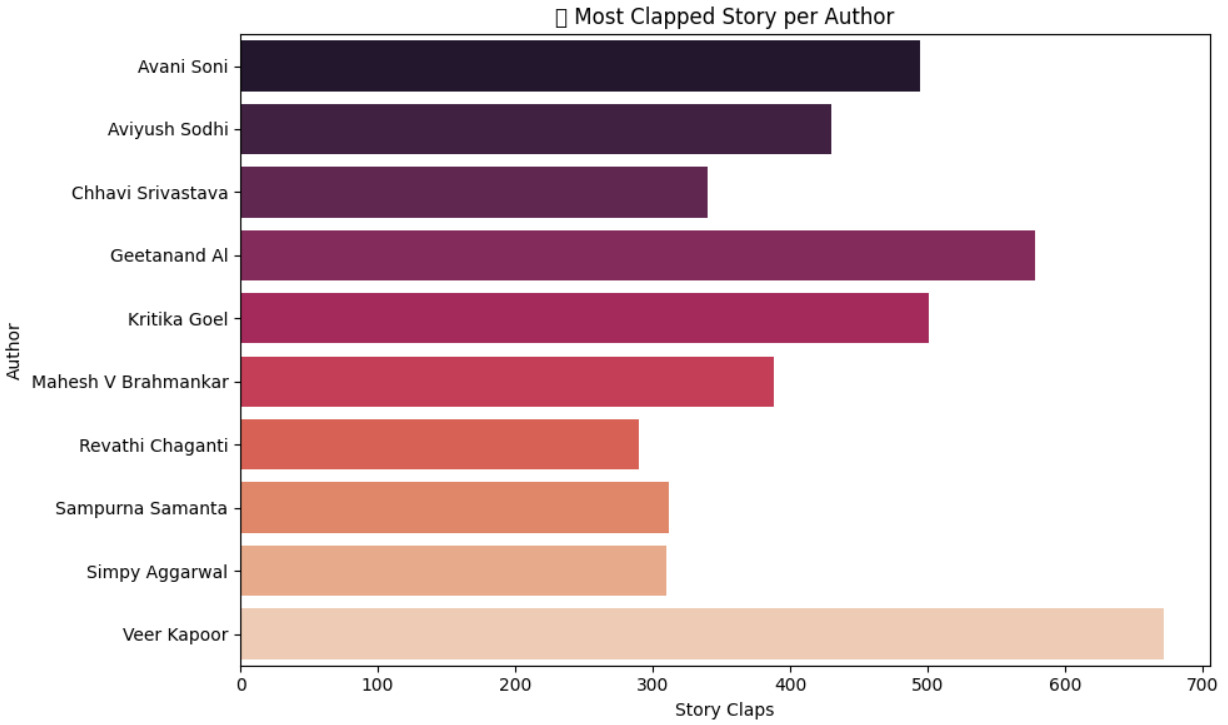 ▯ Most Clapped Story per Author
Author
Avani Soni
Aviyush Sodhi
Chhavi Srivastava
Geetanand Al
Kritika Goel
Mahesh V Brahmankar
Revathi Chaganti
Sampurna Samanta
Simpy Aggarwal
Veer Kapoor
0 100 200 300 400 500 600 700
Story Claps